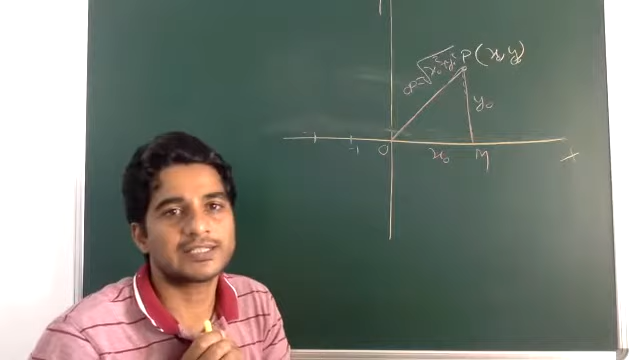 P(x₀, y₀)
OP = √x₀² + y₀²
y₀
-1
O
x₀
M
X